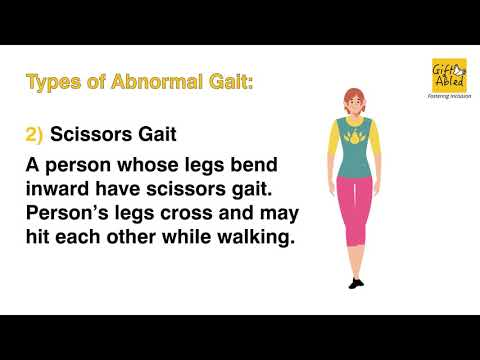 Types of Abnormal Gait:
2) Scissors Gait
A person whose legs bend
inward have scissors gait.
Person's legs cross and may
hit each other while walking.
Gift
Abled
Fostering Inclusion